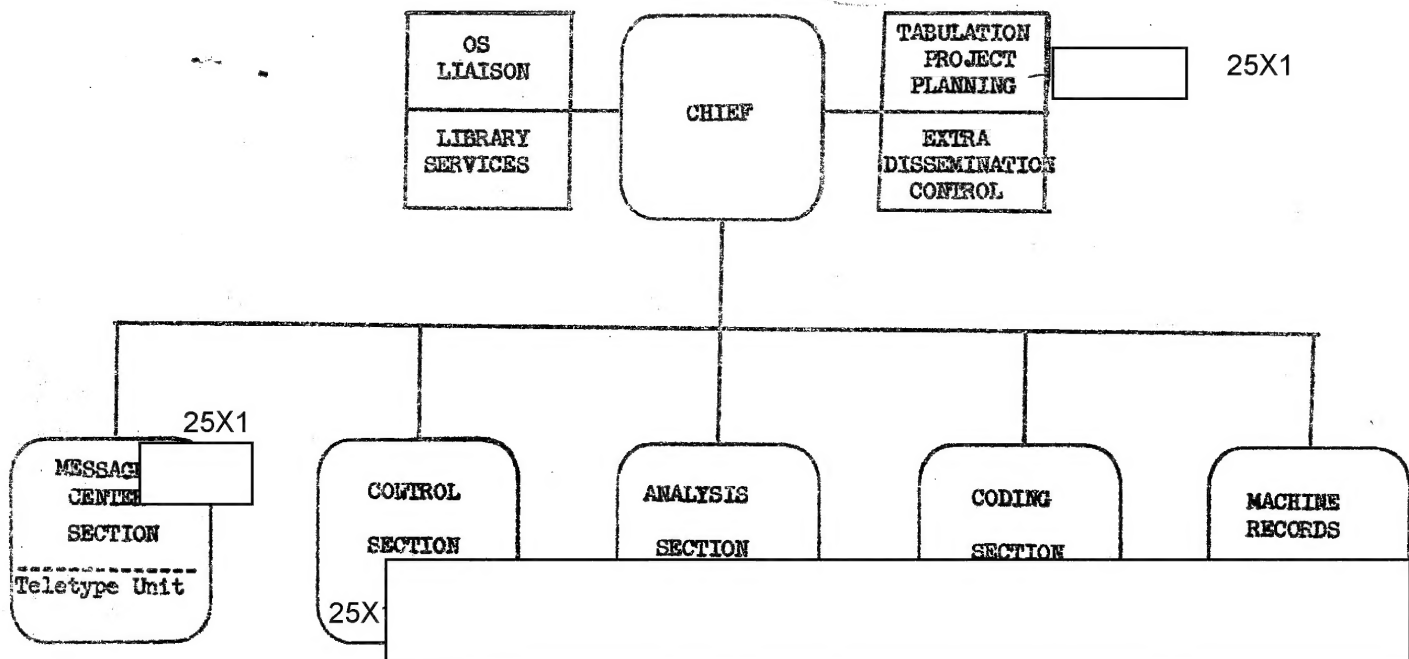 OS
LIAISON
LIBRARY
SERVICES
CHIEF
TABULATION
PROJECT
PLANNING
25X1
EXTRA
DISSEMINATION
CONTROL
25X1
MESSAGE
CENTER
SECTION
Teletype Unit
CONTROL
SECTION
25X1
ANALYSIS
SECTION
CODING
SECTION
MACHINE
RECORDS